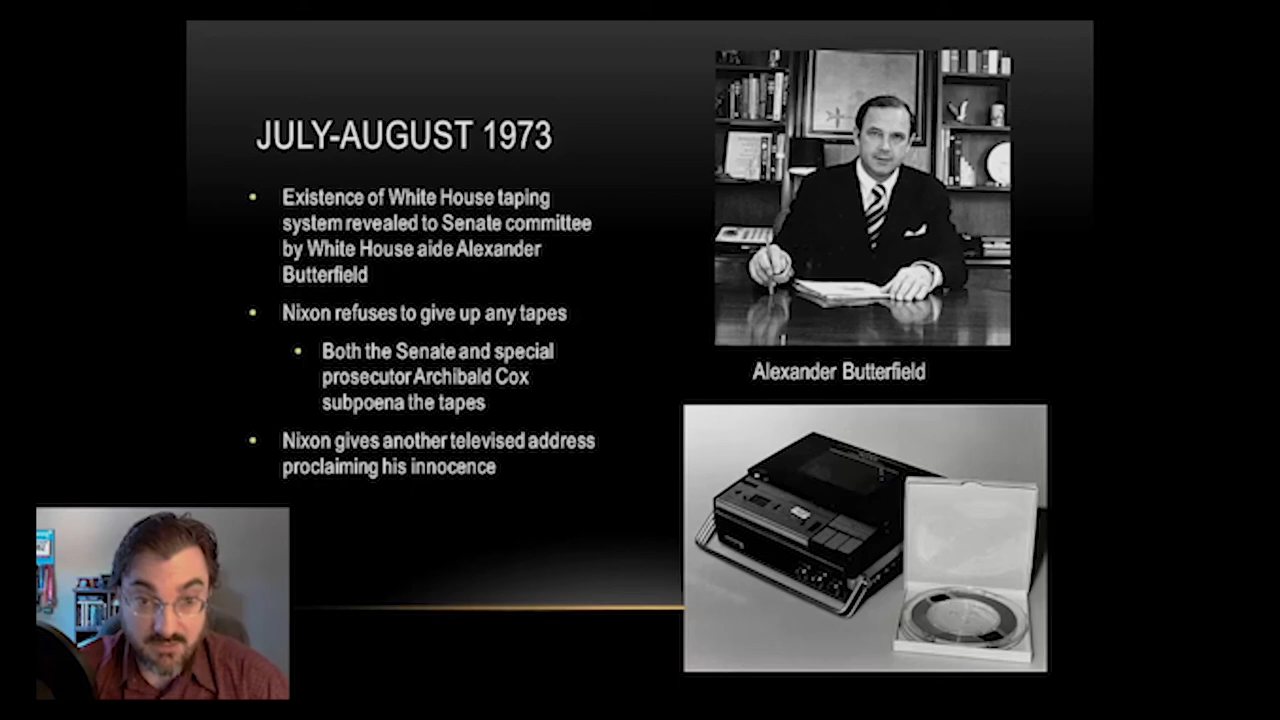 JULY-AUGUST 1973
• Existence of White House taping
system revealed to Senate committee
by White House aide Alexander
Butterfield
• Nixon refuses to give up any tapes
• Both the Senate and special
prosecutor Archibald Cox
subpoena the tapes
• Nixon gives another televised address
proclaiming his innocence
Alexander Butterfield